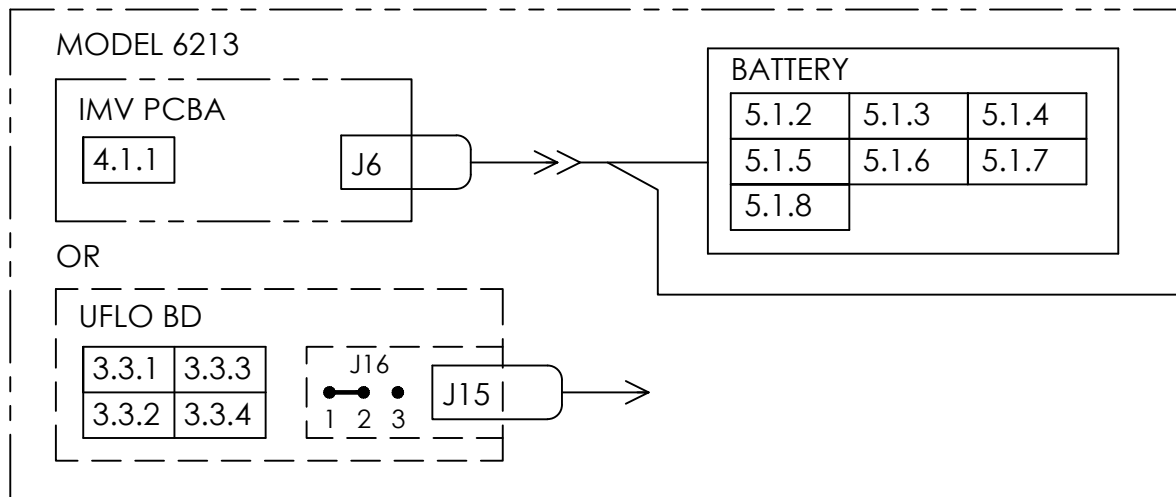 MODEL 6213
IMV PCBA
4.1.1
J6
BATTERY
5.1.2 5.1.3 5.1.4
5.1.5 5.1.6 5.1.7
5.1.8
OR
UFLO BD
3.3.1 3.3.3
3.3.2 3.3.4
J16
1 2 3
J15